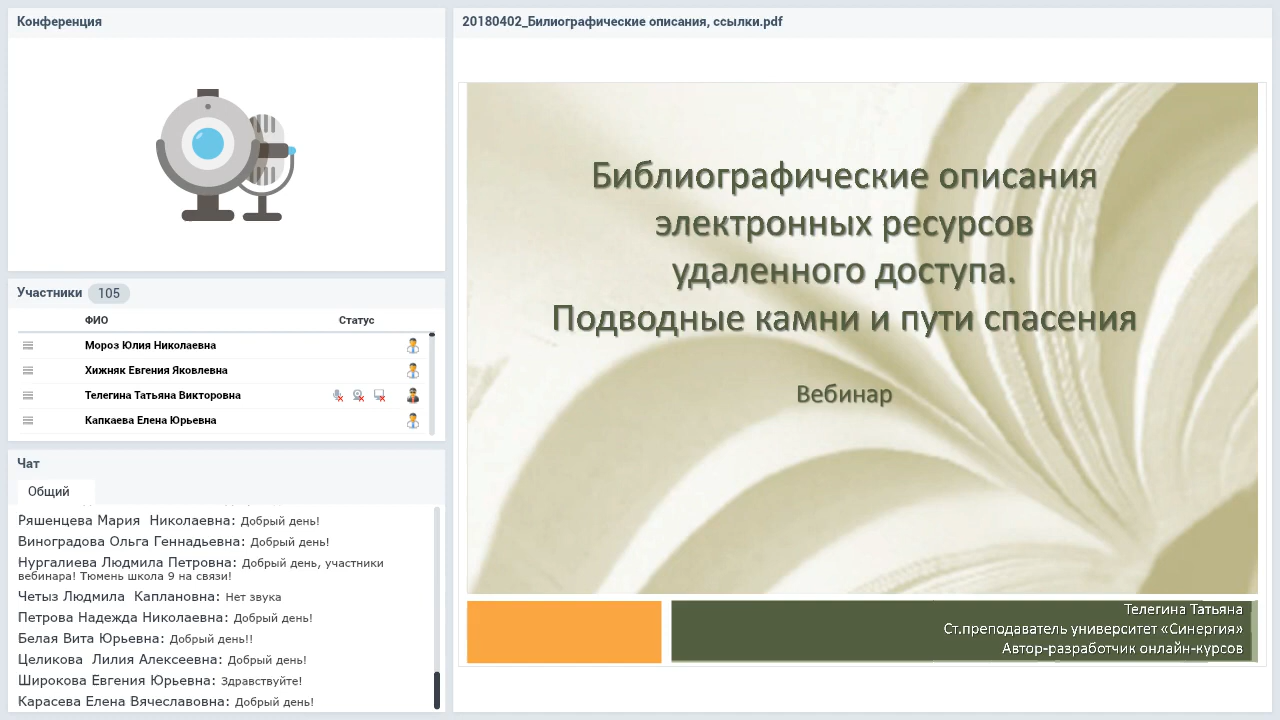 Конференция
20180402_Билиографические описания, ссылки.pdf
Библиографические описания
электронных ресурсов
удаленного доступа.
Подводные камни и пути спасения
Вебинар
Телегина Татьяна
Ст.преподаватель университет «Синергия»
Автор-разработчик онлайн-курсов
Участники 105
ФИО Статус
Мороз Юлия Николаевна
Хижняк Евгения Яковлевна
Телегина Татьяна Викторовна
Капкаева Елена Юрьевна
Чат
Общий
Ряшенцева Мария Николаевна: Добрый день!
Виноградова Ольга Геннадьевна: Добрый день!
Нургалиева Людмила Петровна: Добрый день, участники
вебинара! Тюмень школа 9 на связи!
Четыз Людмила Каплановна: Нет звука
Петрова Надежда Николаевна: Добрый день!
Белая Вита Юрьевна: Добрый день!!
Целикова Лилия Алексеевна: Добрый день!
Широкова Евгения Юрьевна: Здравствуйте!
Карасева Елена Вячеславовна: Добрый день!